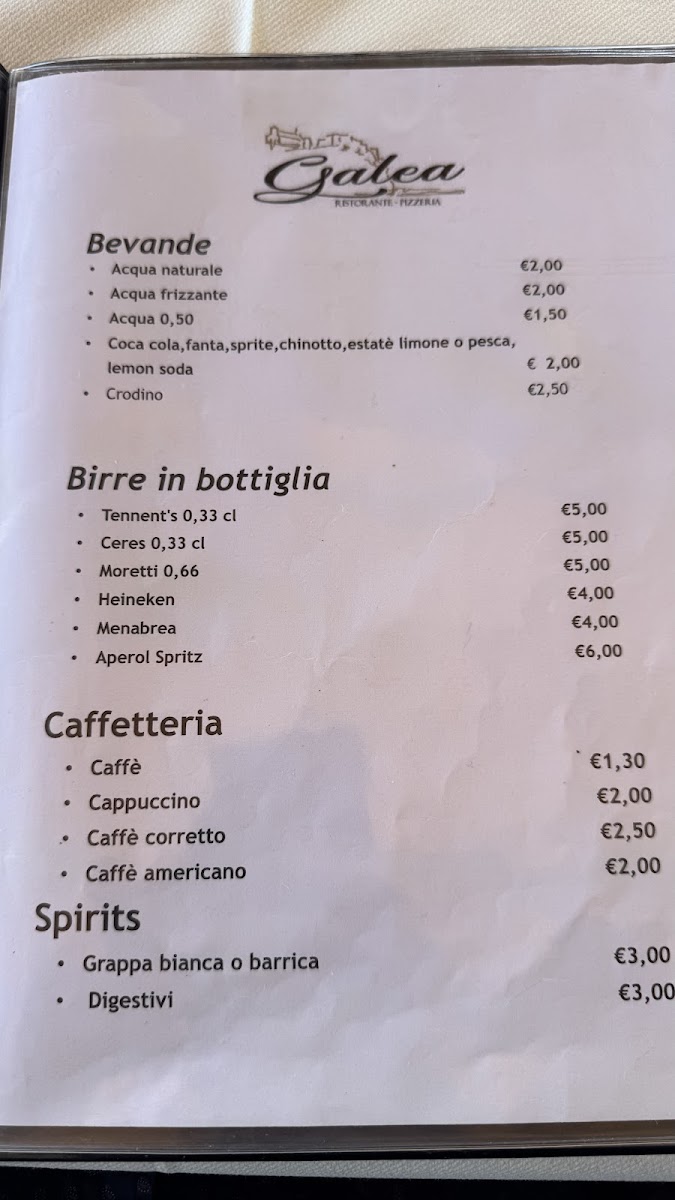 Galea
RISTORANTE - PIZZERIA
Bevande
• Acqua naturale €2,00
• Acqua frizzante €2,00
• Acqua 0,50 €1,50
• Coca cola,fanta,sprite,chinotto,estatè limone o pesca,
lemon soda € 2,00
• Crodino €2,50
Birre in bottiglia
• Tennent's 0,33 cl €5,00
• Ceres 0,33 cl €5,00
• Moretti 0,66 €5,00
• Heineken €4,00
• Menabrea €4,00
• Aperol Spritz €6,00
Caffetteria
• Caffè €1,30
• Cappuccino €2,00
• Caffè corretto €2,50
• Caffè americano €2,00
Spirits
• Grappa bianca o barrica €3,00
• Digestivi €3,00